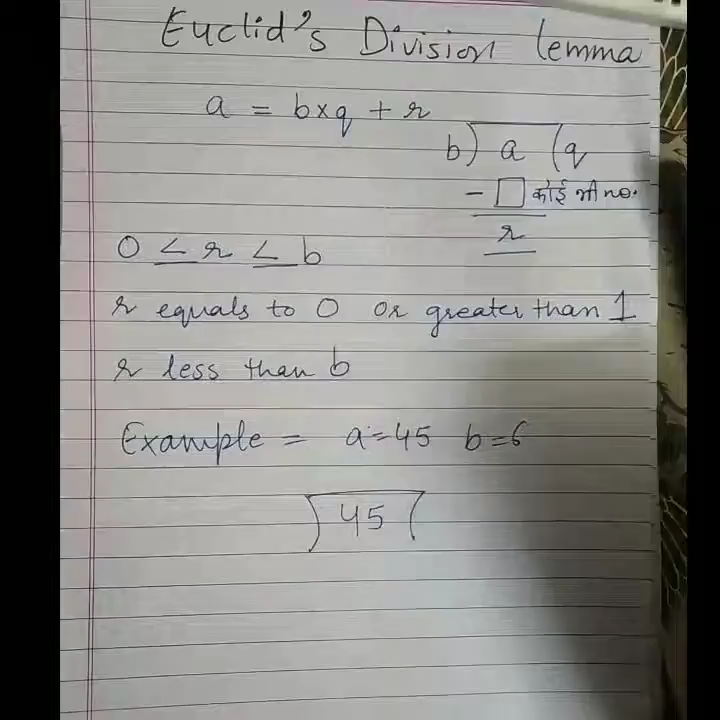 Euclid's Division lemma
a = b×q + r
b) a (q
- □ कोई भी no.
r
0 ≤ r ≤ b
r equals to 0 or greater than 1
r less than b
Example = a=45 b=6
) 45 (